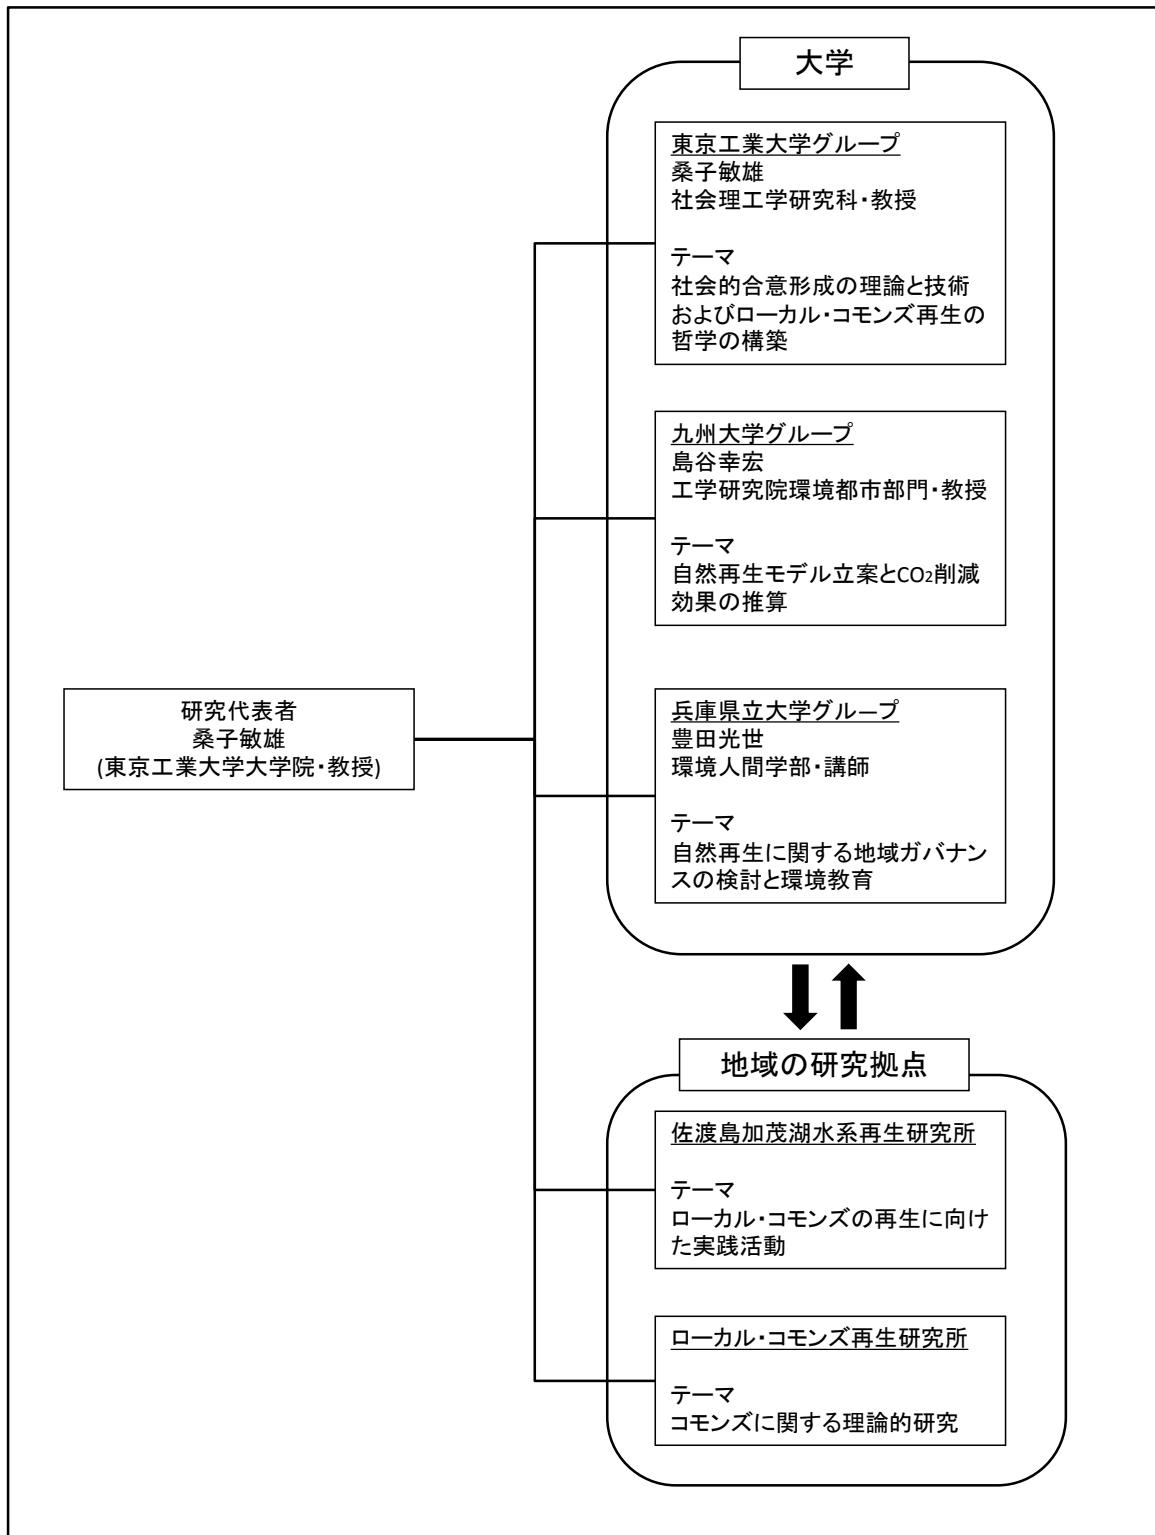 大学
東京工業大学グループ
桑子敏雄
社会理工学研究科・教授
テーマ
社会的合意形成の理論と技術
およびローカル・コモンズ再生の
哲学の構築
九州大学グループ
島谷幸宏
工学研究院環境都市部門・教授
テーマ
自然再生モデル立案とCO₂削減
効果の推算
研究代表者
桑子敏雄
(東京工業大学大学院・教授)
兵庫県立大学グループ
豊田光世
環境人間学部・講師
テーマ
自然再生に関する地域ガバナン
スの検討と環境教育
地域の研究拠点
佐渡島加茂湖水系再生研究所
テーマ
ローカル・コモンズの再生に向け
た実践活動
ローカル・コモンズ再生研究所
テーマ
コモンズに関する理論的研究